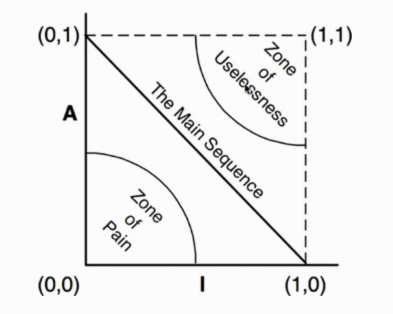 (0,1)
(1,1)
Zone
of
Uselessness
The Main Sequence
A
Zone
of
Pain
(0,0)
I
(1,0)